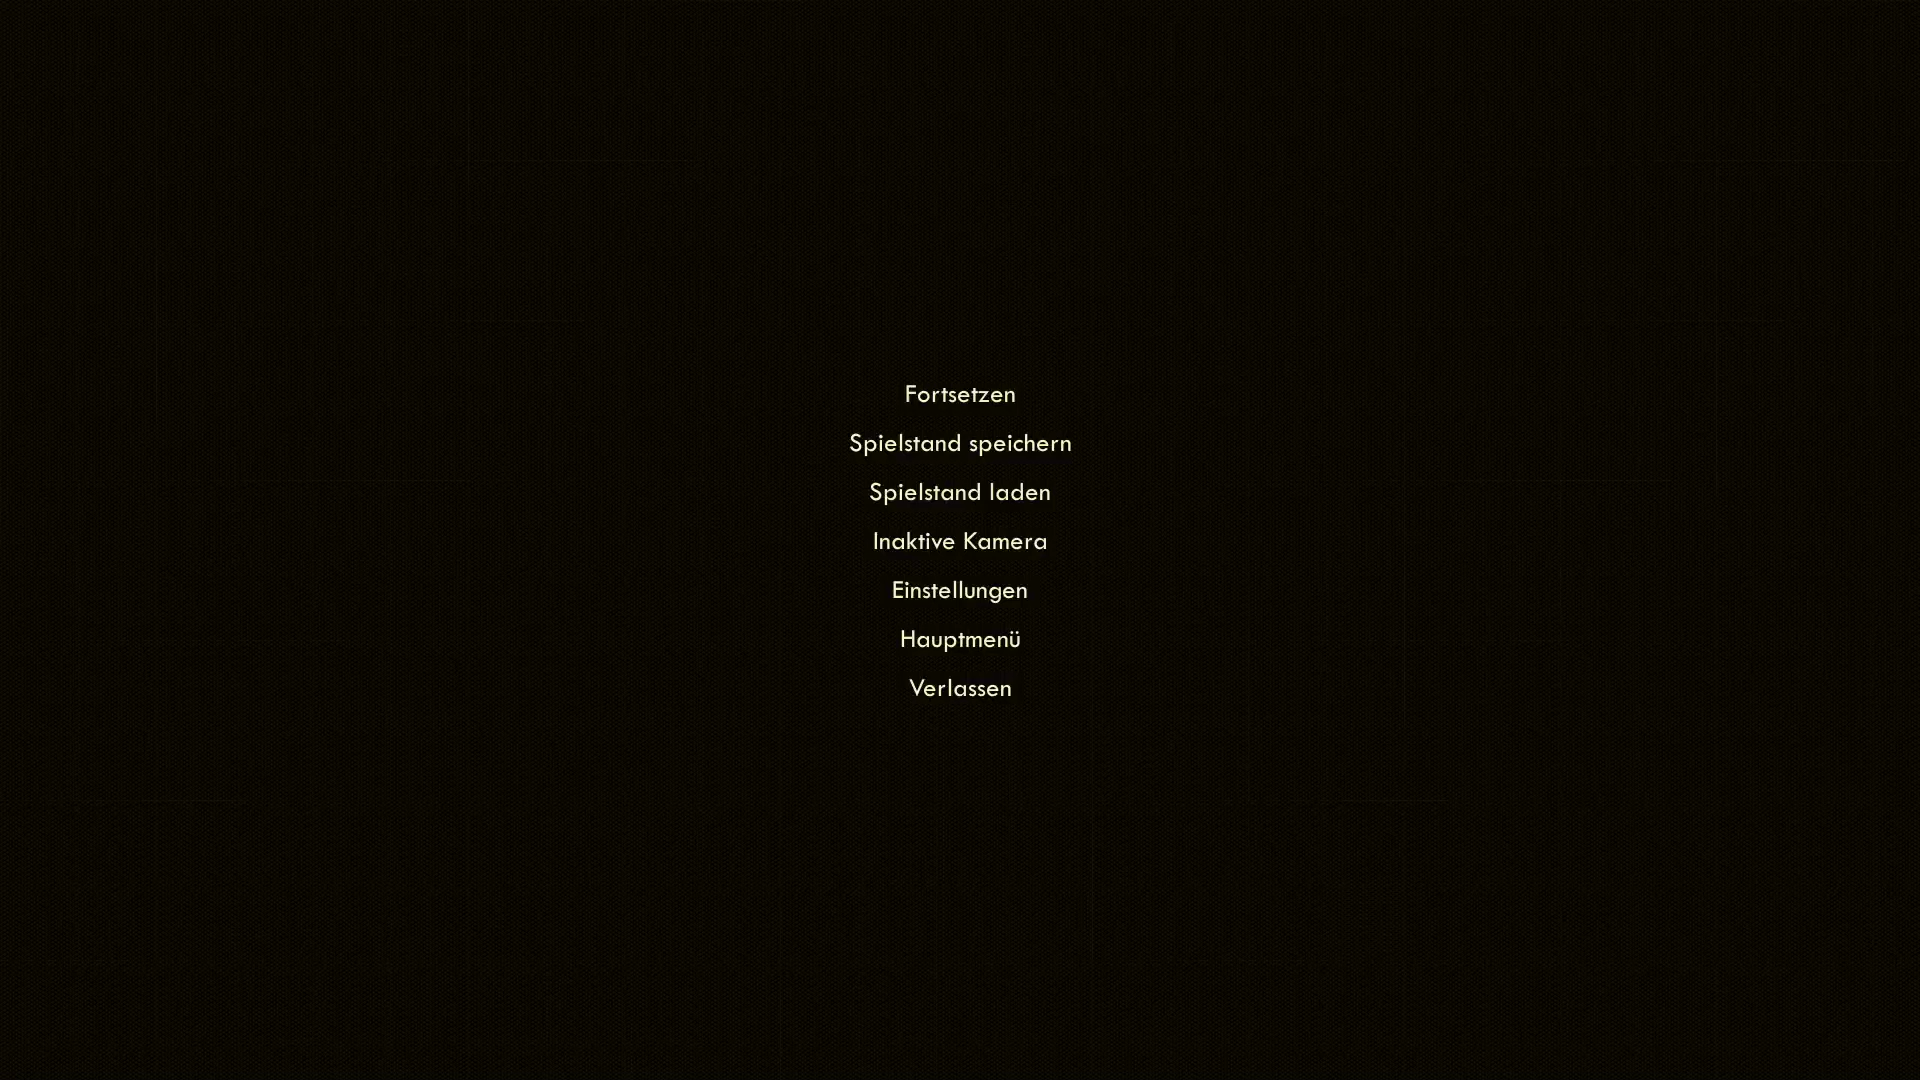 Fortsetzen
Spielstand speichern
Spielstand laden
Inaktive Kamera
Einstellungen
Hauptmenü
Verlassen